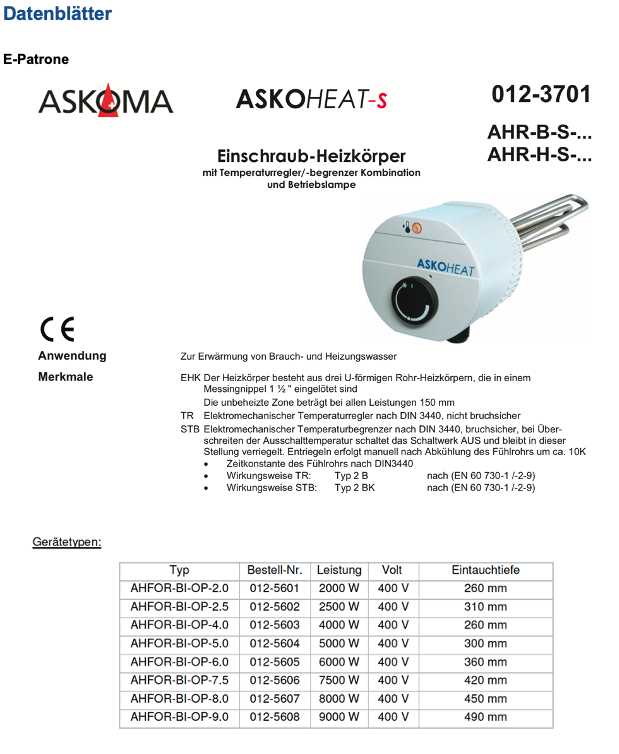 Datenblätter
E-Patrone
ASKOMA
ASKOHEAT-s
012-3701
AHR-B-S-...
AHR-H-S-...
Einschraub-Heizkörper
mit Temperaturregler/-begrenzer Kombination
und Betriebslampe
ASKOHEAT
CE
Anwendung Zur Erwärmung von Brauch- und Heizungswasser
Merkmale EHK Der Heizkörper besteht aus drei U-förmigen Rohr-Heizkörpern, die in einem
Messingnippel 1 ½ " eingelötet sind
Die unbeheizte Zone beträgt bei allen Leistungen 150 mm
TR Elektromechanischer Temperaturregler nach DIN 3440, nicht bruchsicher
STB Elektromechanischer Temperaturbegrenzer nach DIN 3440, bruchsicher, bei Über-
schreiten der Ausschalttemperatur schaltet das Schaltwerk AUS und bleibt in dieser
Stellung verriegelt. Entriegeln erfolgt manuell nach Abkühlung des Fühlrohrs um ca. 10K
• Zeitkonstante des Fühlrohrs nach DIN3440
• Wirkungsweise TR: Typ 2 B nach (EN 60 730-1 /-2-9)
• Wirkungsweise STB: Typ 2 BK nach (EN 60 730-1 /-2-9)
Gerätetypen:
Typ Bestell-Nr. Leistung Volt Eintauchtiefe
AHFOR-BI-OP-2.0 012-5601 2000 W 400 V 260 mm
AHFOR-BI-OP-2.5 012-5602 2500 W 400 V 310 mm
AHFOR-BI-OP-4.0 012-5603 4000 W 400 V 260 mm
AHFOR-BI-OP-5.0 012-5604 5000 W 400 V 300 mm
AHFOR-BI-OP-6.0 012-5605 6000 W 400 V 360 mm
AHFOR-BI-OP-7.5 012-5606 7500 W 400 V 420 mm
AHFOR-BI-OP-8.0 012-5607 8000 W 400 V 450 mm
AHFOR-BI-OP-9.0 012-5608 9000 W 400 V 490 mm